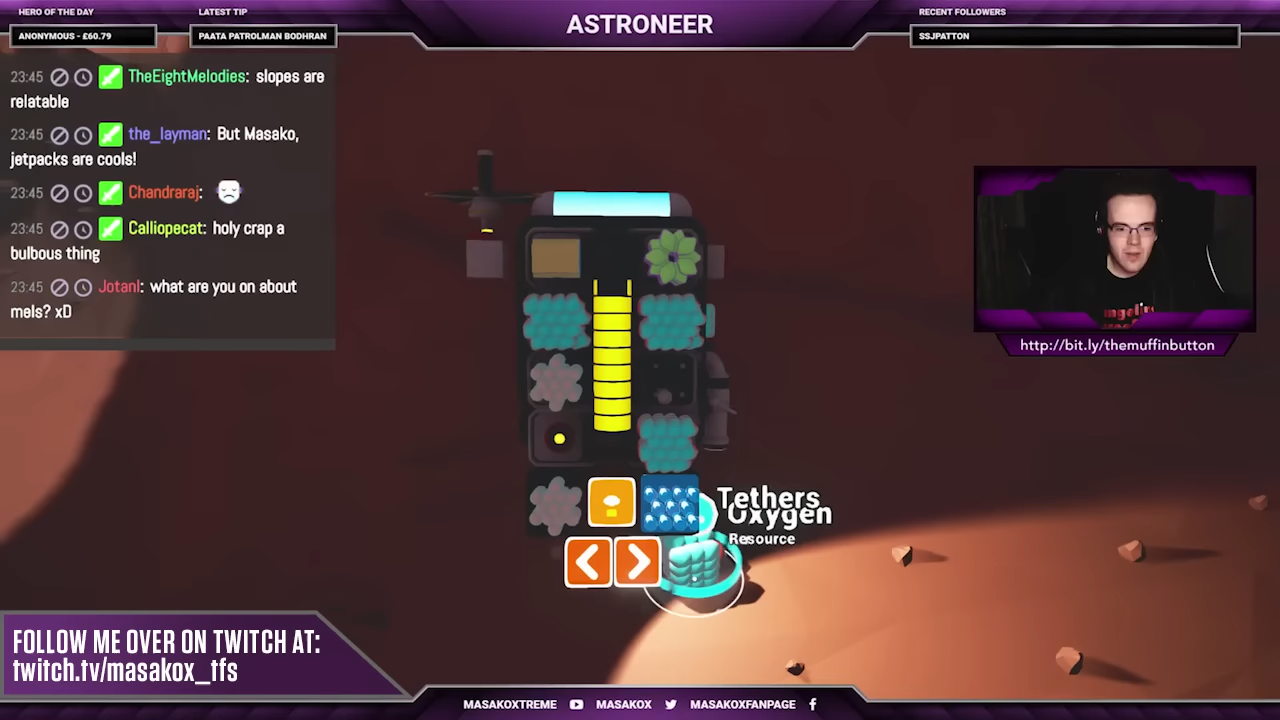 HERO OF THE DAY
ANONYMOUS - £60.79
LATEST TIP
PAATA PATROLMAN BODHRAN
ASTRONEER
RECENT FOLLOWERS
SSJPATTON
23:45 TheEightMelodies: slopes are
relatable
23:45 the_layman: But Masako,
jetpacks are cools!
23:45 Chandraraj:
23:45 Calliopecat: holy crap a
bulbous thing
23:45 Jotanl: what are you on about
mels? xD
http://bit.ly/themuffinbutton
Tethers
Oxygen
Resource
FOLLOW ME OVER ON TWITCH AT:
twitch.tv/masakox_tfs
MASAKOXTREME MASAKOX MASAKOXFANPAGE